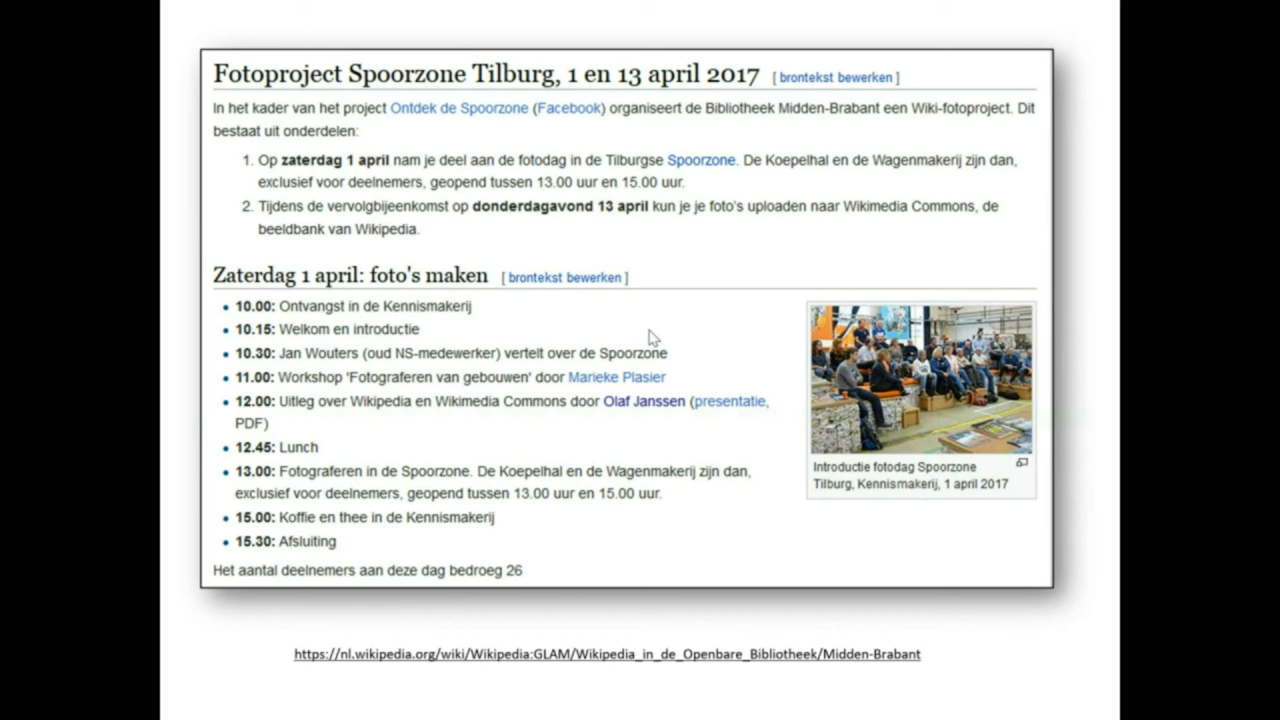 Fotoproject Spoorzone Tilburg, 1 en 13 april 2017 [ brontekst bewerken ]
In het kader van het project Ontdek de Spoorzone (Facebook) organiseert de Bibliotheek Midden-Brabant een Wiki-fotoproject. Dit
bestaat uit onderdelen:
1. Op zaterdag 1 april nam je deel aan de fotodag in de Tilburgse Spoorzone. De Koepelhal en de Wagenmakerij zijn dan,
exclusief voor deelnemers, geopend tussen 13.00 uur en 15.00 uur.
2. Tijdens de vervolgbijeenkomst op donderdagavond 13 april kun je je foto's uploaden naar Wikimedia Commons, de
beeldbank van Wikipedia.
Zaterdag 1 april: foto's maken [ brontekst bewerken ]
• 10.00: Ontvangst in de Kennismakerij
• 10.15: Welkom en introductie
• 10.30: Jan Wouters (oud NS-medewerker) vertelt over de Spoorzone
• 11.00: Workshop 'Fotograferen van gebouwen' door Marieke Plasier
• 12.00: Uitleg over Wikipedia en Wikimedia Commons door Olaf Janssen (presentatie,
PDF)
• 12.45: Lunch
• 13.00: Fotograferen in de Spoorzone. De Koepelhal en de Wagenmakerij zijn dan,
exclusief voor deelnemers, geopend tussen 13.00 uur en 15.00 uur.
• 15.00: Koffie en thee in de Kennismakerij
• 15.30: Afsluiting
Het aantal deelnemers aan deze dag bedroeg 26
Introductie fotodag Spoorzone
Tilburg, Kennismakerij, 1 april 2017
https://nl.wikipedia.org/wiki/Wikipedia:GLAM/Wikipedia_in_de_Openbare_Bibliotheek/Midden-Brabant